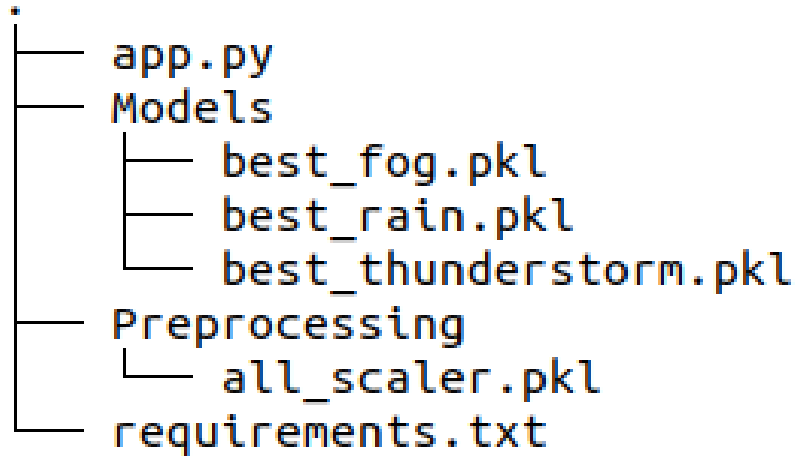 .
app.py
Models
best_fog.pkl
best_rain.pkl
best_thunderstorm.pkl
Preprocessing
all_scaler.pkl
requirements.txt